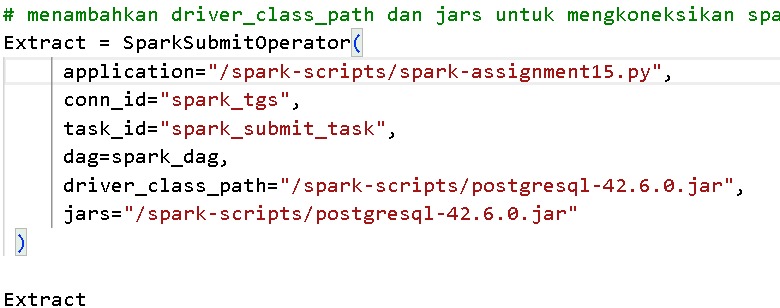 # menambahkan driver_class_path dan jars untuk mengkoneksikan
Extract = SparkSubmitOperator(
application="/spark-scripts/spark-assignment15.py",
conn_id="spark_tgs",
task_id="spark_submit_task",
dag=spark_dag,
driver_class_path="/spark-scripts/postgresql-42.6.0.jar",
jars="/spark-scripts/postgresql-42.6.0.jar"
)
Extract